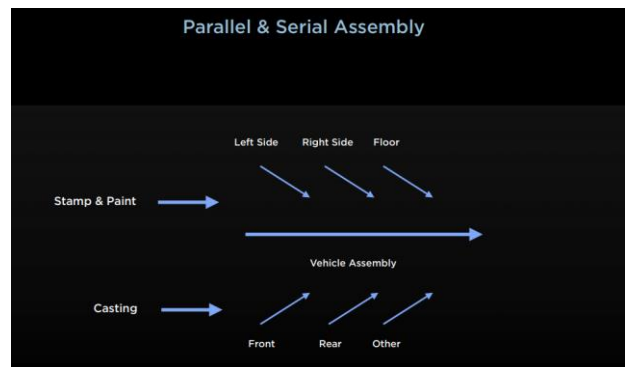 Parallel & Serial Assembly
Left Side
Right Side
Floor
Stamp & Paint
Vehicle Assembly
Casting
Front
Rear
Other